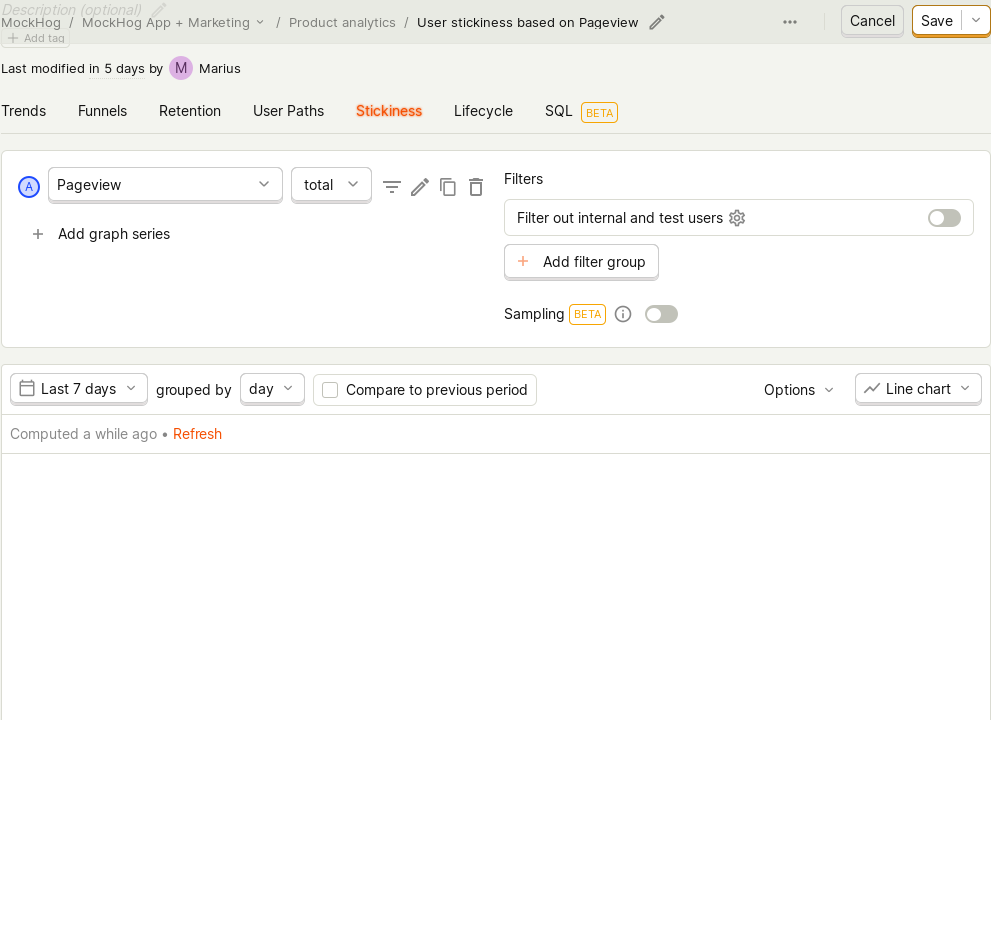 Description (optional)
MockHog / MockHog App + Marketing / Product analytics / User stickiness based on Pageview
Cancel
Save
Add tag
Last modified in 5 days by M Marius
Trends
Funnels
Retention
User Paths
Stickiness
Lifecycle
SQL BETA
A Pageview
total
Add graph series
Filters
Filter out internal and test users
Add filter group
Sampling BETA
Last 7 days grouped by day
Compare to previous period
Options
Line chart
Computed a while ago • Refresh